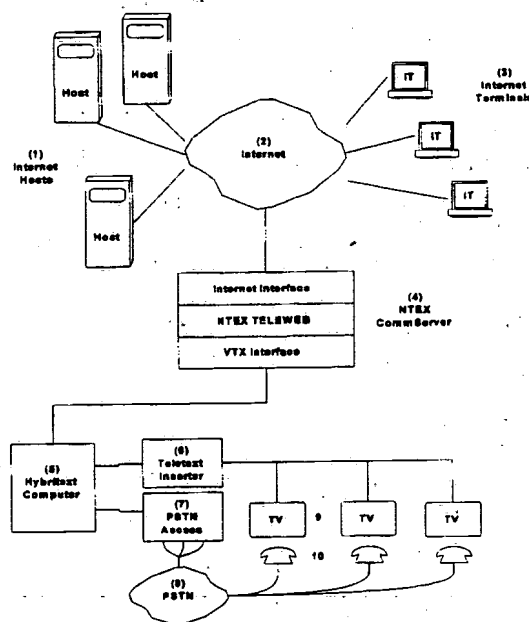 Host
Host
IT
(3)
Internet
Terminals
(2)
Internet
IT
(1)
Internet
Hosts
IT
Host
Internet Interface
(4)
NTEX
CommServer
NTEX TELEWEB
VTX Interface
(5)
Hybritext
Computer
(6)
Teletext
Inserter
(7)
PSTN
Access
TV
9
TV
TV
10
(8)
PSTN